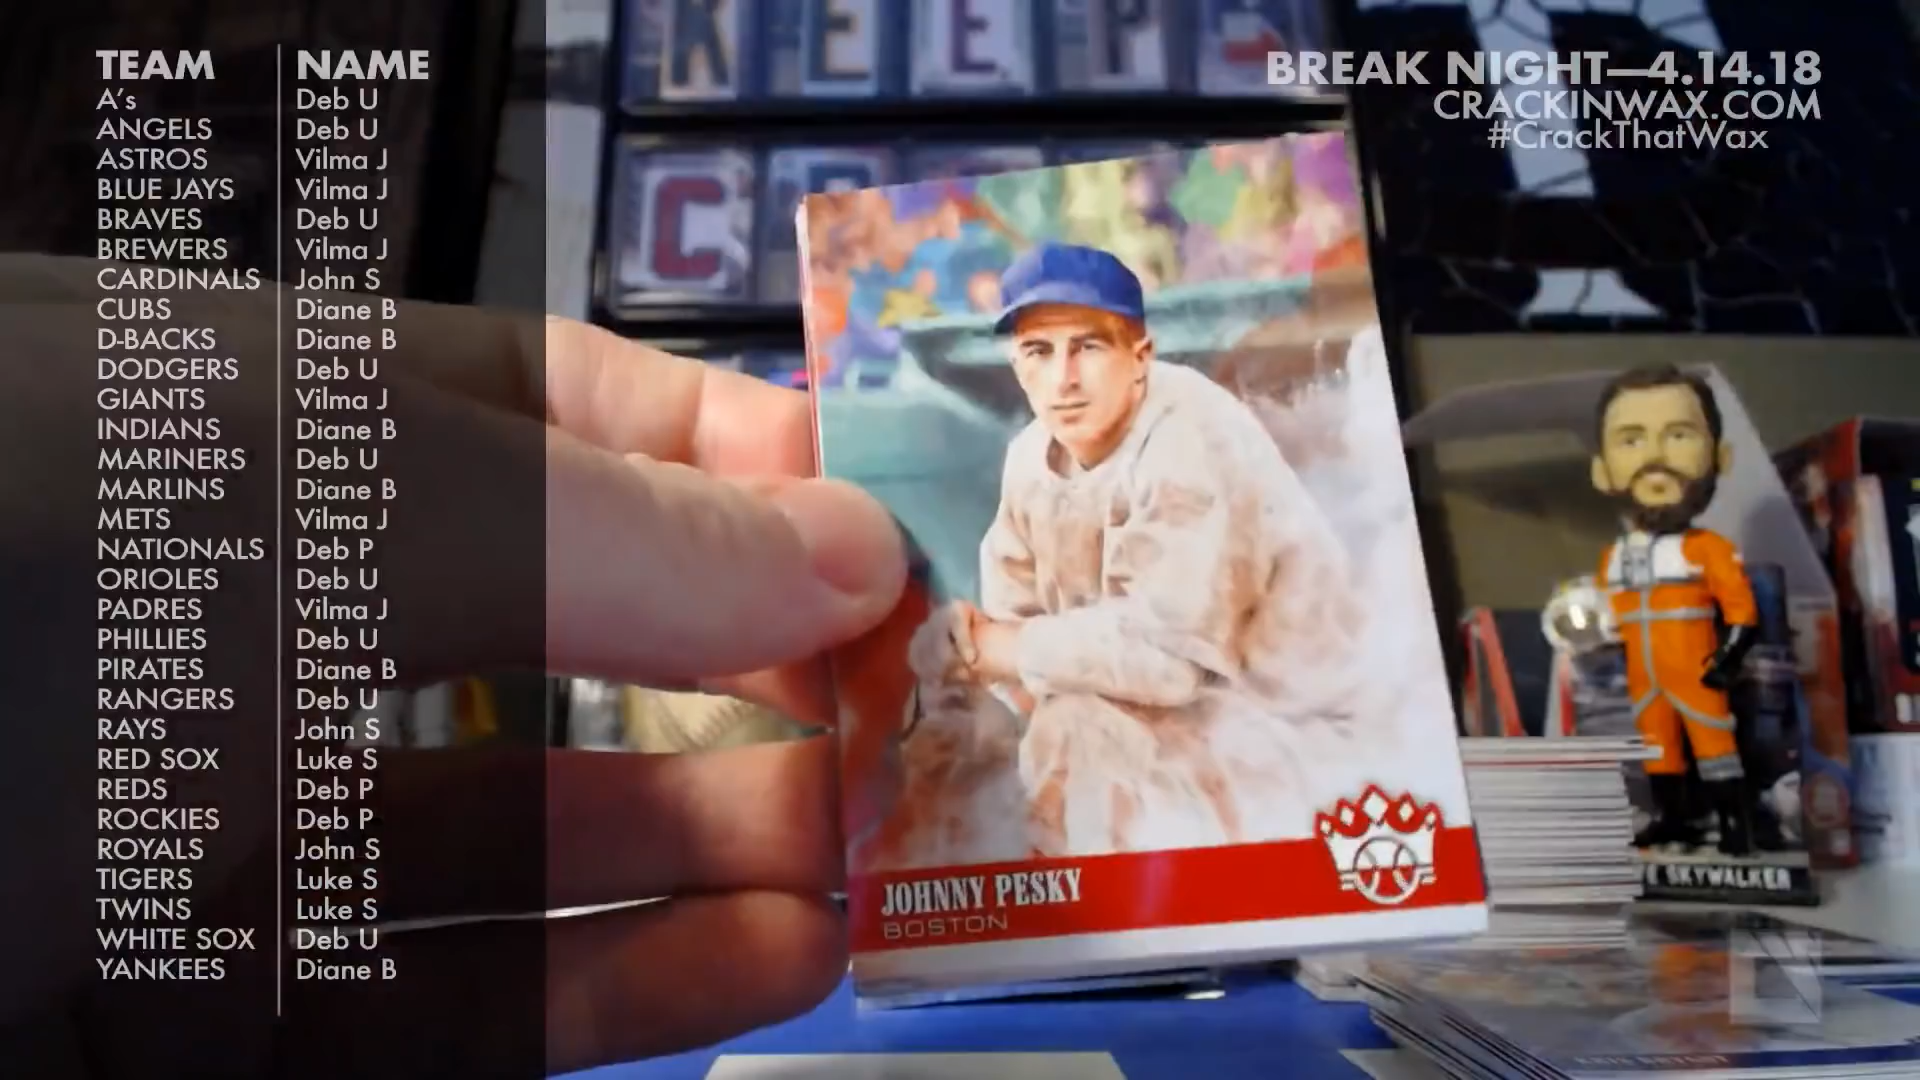 TEAM NAME
A's Deb U
ANGELS Deb U
ASTROS Vilma J
BLUE JAYS Vilma J
BRAVES Deb U
BREWERS Vilma J
CARDINALS John S
CUBS Diane B
D-BACKS Diane B
DODGERS Deb U
GIANTS Vilma J
INDIANS Diane B
MARINERS Deb U
MARLINS Diane B
METS Vilma J
NATIONALS Deb P
ORIOLES Deb U
PADRES Vilma J
PHILLIES Deb U
PIRATES Diane B
RANGERS Deb U
RAYS John S
RED SOX Luke S
REDS Deb P
ROCKIES Deb P
ROYALS John S
TIGERS Luke S
TWINS Luke S
WHITE SOX Deb U
YANKEES Diane B
BREAK NIGHT—4.14.18
CRACKINWAX.COM
#CrackThatWax
KEEP
C
JOHNNY PESKY
BOSTON
SKYWALKER